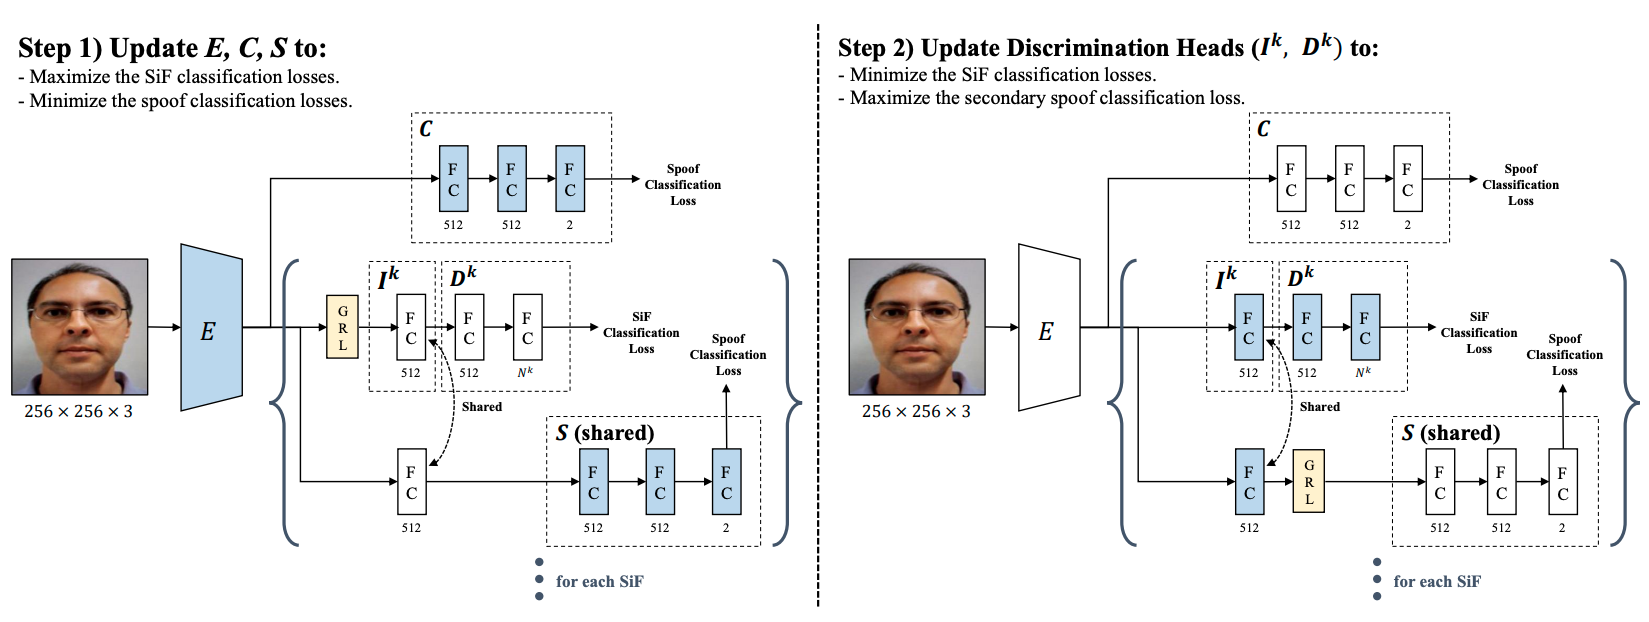 Step 1) Update E, C, S to:
- Maximize the SiF classification losses.
- Minimize the spoof classification losses.
C
F C
F C
F C
512
512
2
Spoof
Classification
Loss
E
256 × 256 × 3
G R L
I^k
D^k
F C
F C
F C
512
512
N^k
SiF
Classification
Loss
Spoof
Classification
Loss
Shared
F C
512
S (shared)
F C
F C
F C
512
512
2
for each SiF
Step 2) Update Discrimination Heads (I^k, D^k) to:
- Minimize the SiF classification losses.
- Maximize the secondary spoof classification loss.
C
F C
F C
F C
512
512
2
Spoof
Classification
Loss
E
256 × 256 × 3
I^k
D^k
F C
F C
F C
512
512
N^k
SiF
Classification
Loss
Spoof
Classification
Loss
Shared
F C
512
G R L
S (shared)
F C
F C
F C
512
512
2
for each SiF